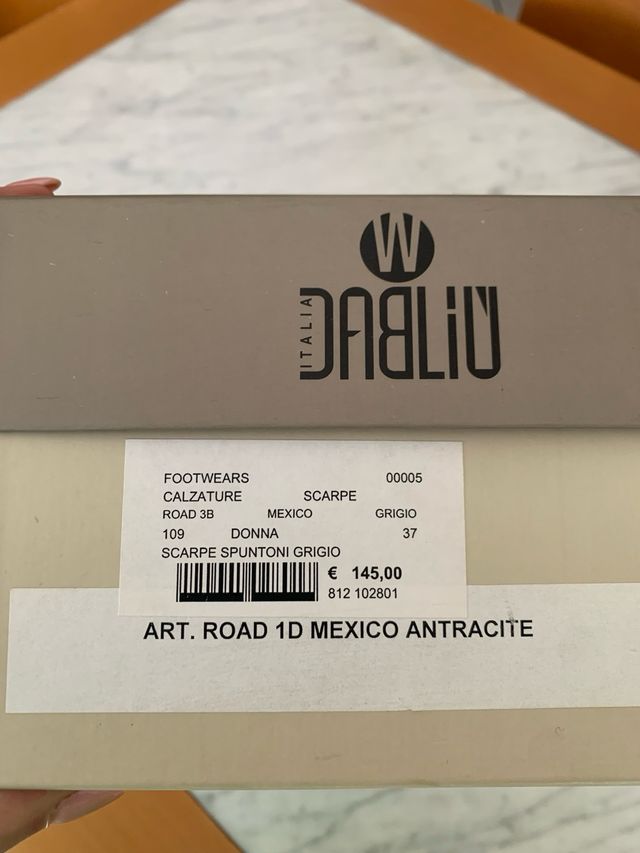 W
ITALIA
DABLIÙ
FOOTWEARS 00005
CALZATURE SCARPE
ROAD 3B MEXICO GRIGIO
109 DONNA 37
SCARPE SPUNTONI GRIGIO
€ 145,00
812 102801
ART. ROAD 1D MEXICO ANTRACITE